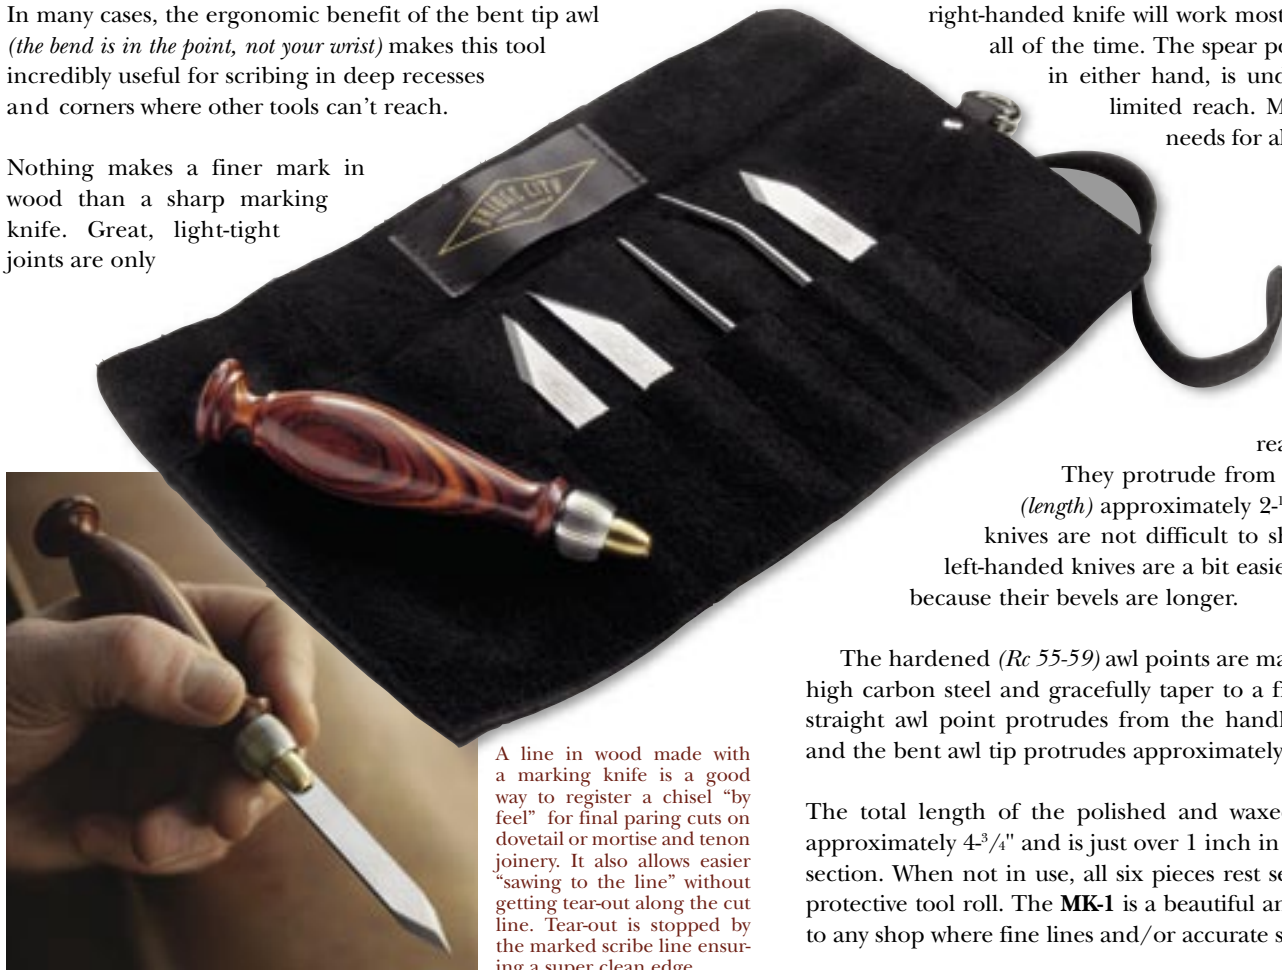 In many cases, the ergonomic benefit of the bent tip awl
(the bend is in the point, not your wrist) makes this tool
incredibly useful for scribing in deep recesses
and corners where other tools can’t reach.
Nothing makes a finer mark in
wood than a sharp marking
knife. Great, light-tight
joints are only
BRIDGE CITY
A line in wood made with
a marking knife is a good
way to register a chisel “by
feel” for final paring cuts on
dovetail or mortise and tenon
joinery. It also allows easier
“sawing to the line” without
getting tear-out along the cut
line. Tear-out is stopped by
the marked scribe line ensur-
ing a super clean edge
right-handed knife will work most
all of the time. The spear
in either hand, is
limited reach.
needs for
They protrude from
(length) approximately
knives are not difficult to
left-handed knives are a bit
because their bevels are longer.
The hardened (Rc 55-59) awl points are
high carbon steel and gracefully taper to a
straight awl point protrudes from the
and the bent awl tip protrudes approximately
The total length of the polished and
approximately 4-3/4" and is just over 1 inch in
section. When not in use, all six pieces rest
protective tool roll. The MK-1 is a beautiful
to any shop where fine lines and/or accurate